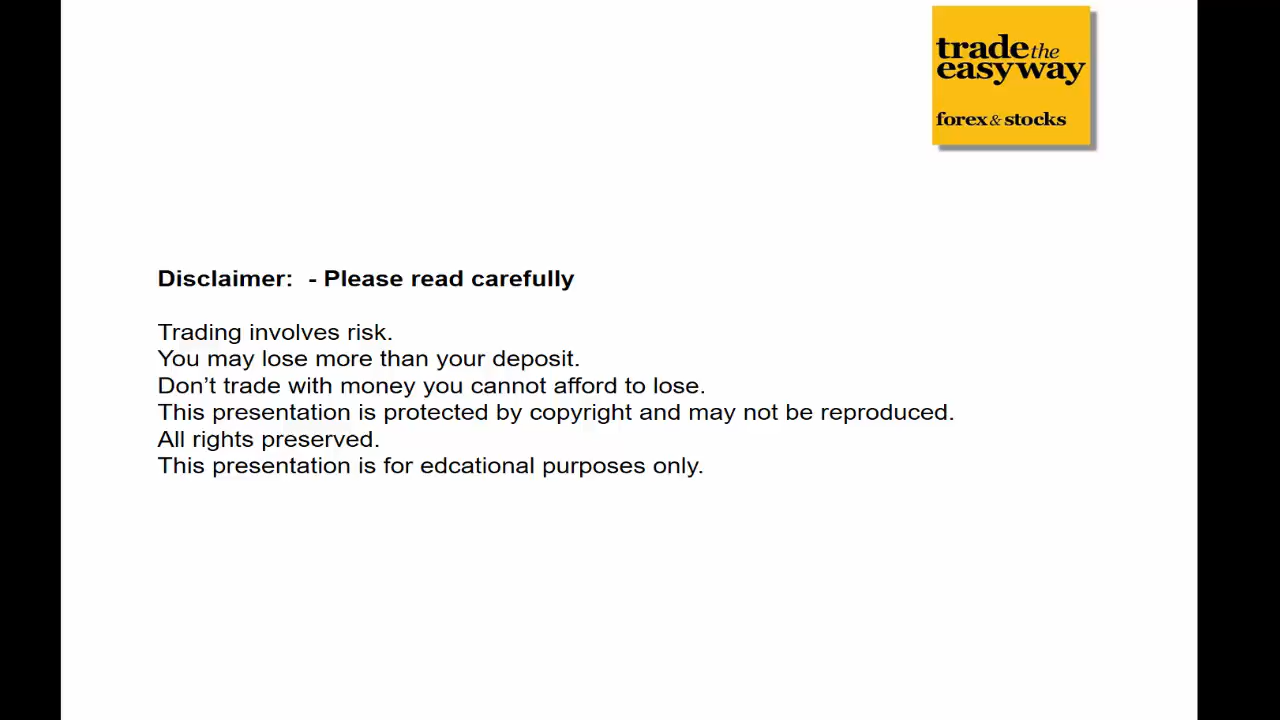 trade the
easyway
forex & stocks
Disclaimer: - Please read carefully
Trading involves risk.
You may lose more than your deposit.
Don’t trade with money you cannot afford to lose.
This presentation is protected by copyright and may not be reproduced.
All rights preserved.
This presentation is for edcational purposes only.